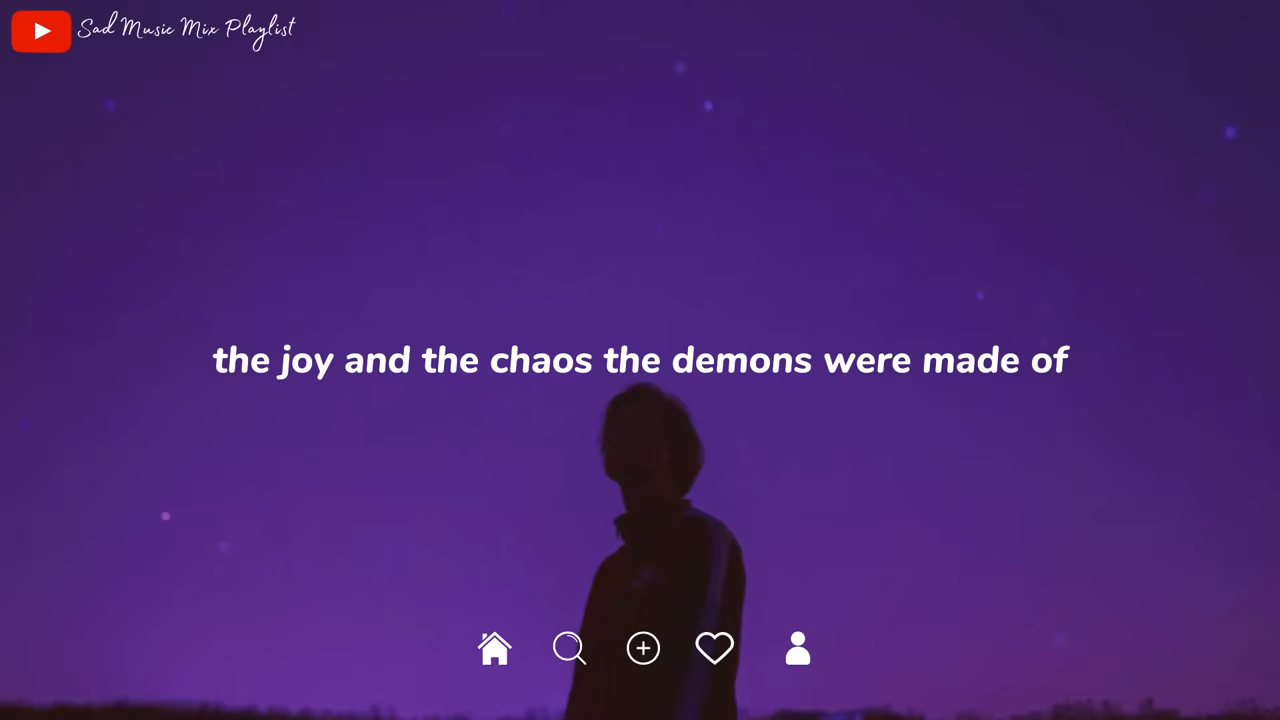 Sad Music Mix Playlist
the joy and the chaos the demons were made of